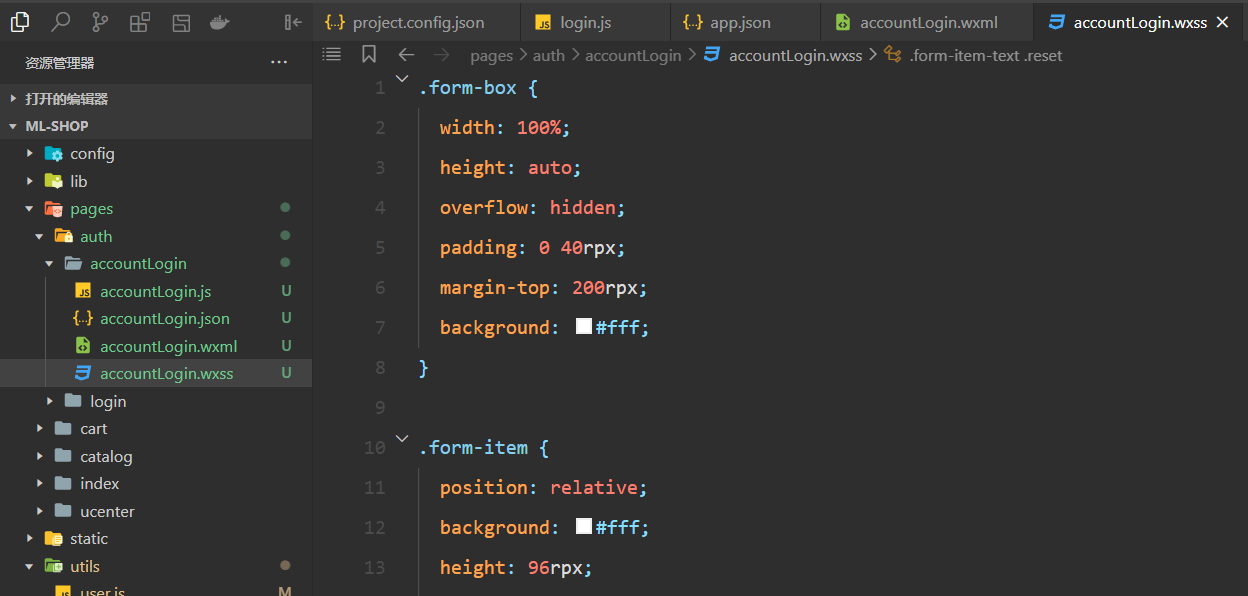 project.config.json
login.js
app.json
accountLogin.wxml
accountLogin.wxss
资源管理器
pages > auth > accountLogin > accountLogin.wxss > .form-item-text .reset
打开的编辑器
ML-SHOP
config
lib
pages
auth
accountLogin
JS accountLogin.js U
{..} accountLogin.json U
accountLogin.wxml U
accountLogin.wxss U
login
cart
catalog
index
ucenter
static
utils
user.js M
1 .form-box {
2 width: 100%;
3 height: auto;
4 overflow: hidden;
5 padding: 0 40rpx;
6 margin-top: 200rpx;
7 background: #fff;
8 }
9
10 .form-item {
11 position: relative;
12 background: #fff;
13 height: 96rpx;